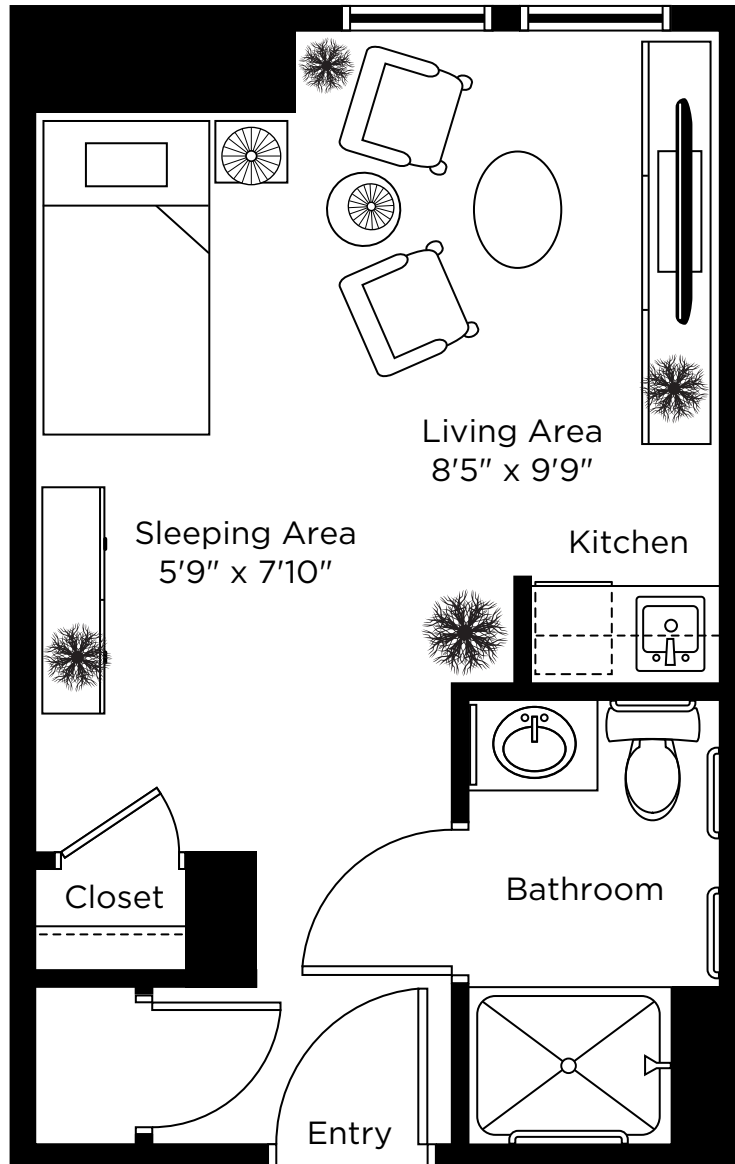 Living Area
8'5" x 9'9"
Sleeping Area
5'9" x 7'10"
Kitchen
Closet
Bathroom
Entry